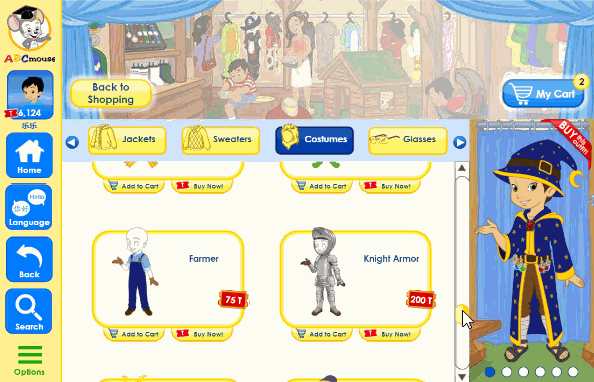 ABCmouse
6,124
乐乐
Home
Hello
你好
Language
Back
Search
Options
Back to
Shopping
My Cart
2
Jackets
Sweaters
Costumes
Glasses
BUY this
outfit!
Add to Cart
Buy Now!
Add to Cart
Buy Now!
Farmer
75 T
Add to Cart
Buy Now!
Knight Armor
200 T
Add to Cart
Buy Now!